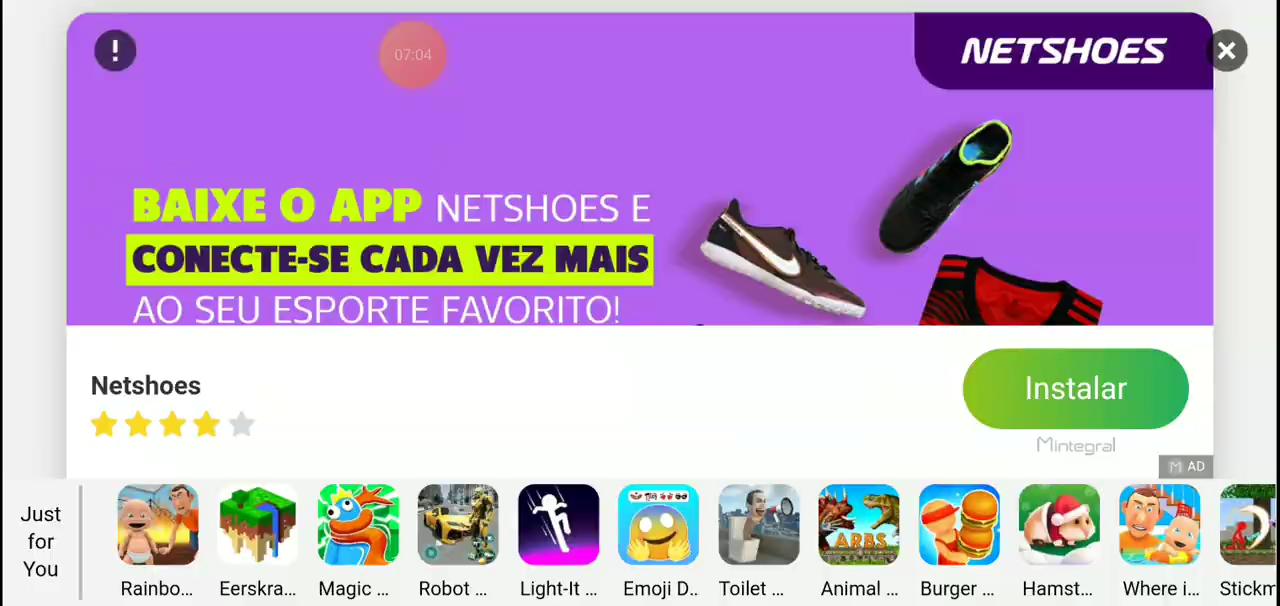 !
07:04
NETSHOES
BAIXE O APP NETSHOES E
CONECTE-SE CADA VEZ MAIS
AO SEU ESPORTE FAVORITO!
Netshoes
Instalar
Mintegral
M AD
Just
for
You
ARBS
Rainbo...
Eerskra...
Magic ...
Robot ...
Light-It ...
Emoji D..
Toilet ...
Animal ...
Burger ...
Hamst...
Where i...
Stickm